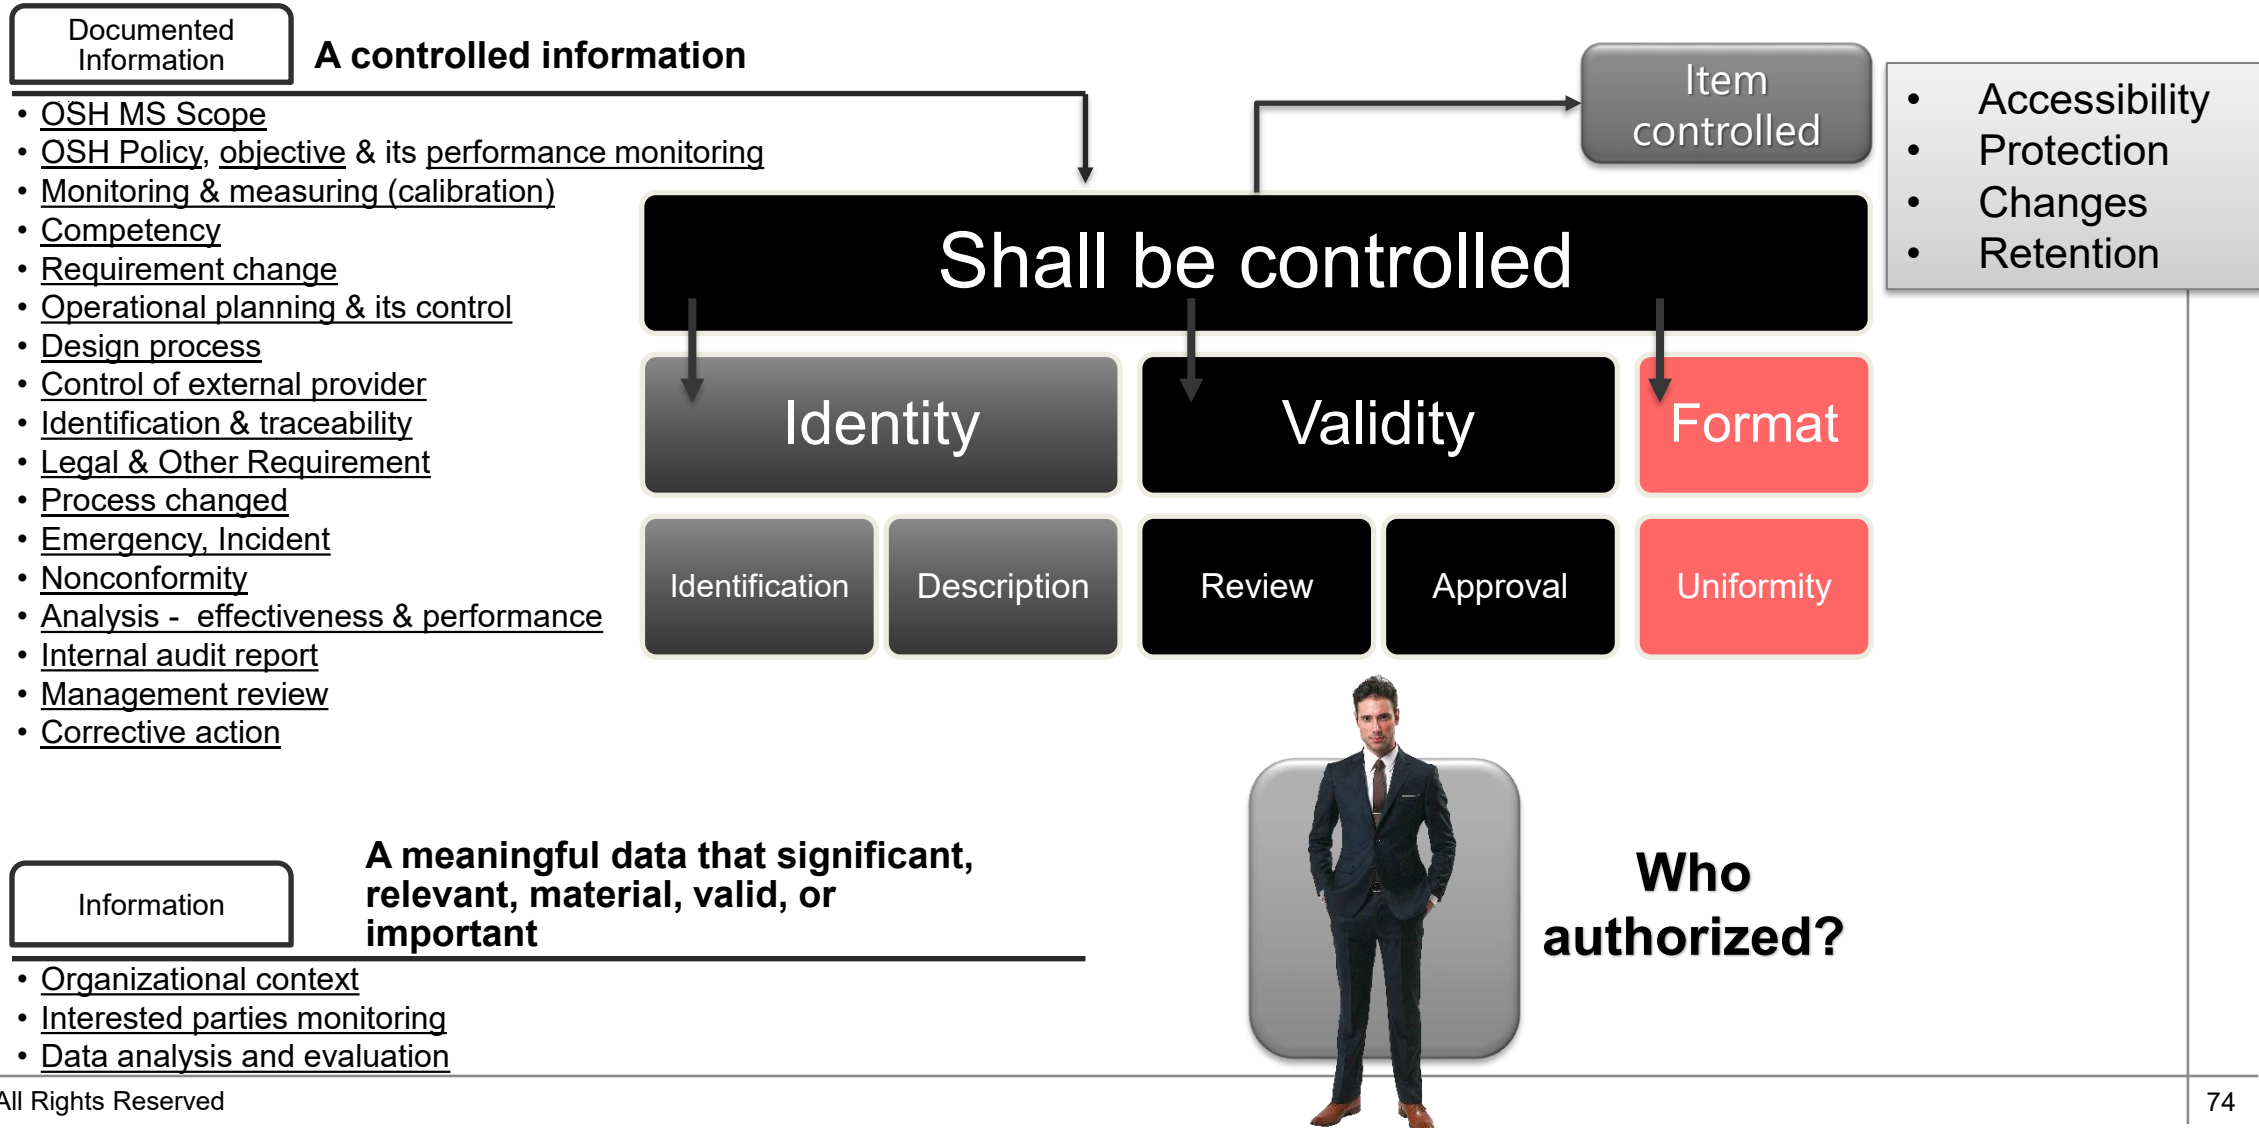 Documented
Information
A controlled information
• OSH MS Scope
• OSH Policy, objective & its performance monitoring
• Monitoring & measuring (calibration)
• Competency
• Requirement change
• Operational planning & its control
• Design process
• Control of external provider
• Identification & traceability
• Legal & Other Requirement
• Process changed
• Emergency, Incident
• Nonconformity
• Analysis - effectiveness & performance
• Internal audit report
• Management review
• Corrective action
Item
controlled
• Accessibility
• Protection
• Changes
• Retention
Shall be controlled
Identity
Validity
Format
Identification
Description
Review
Approval
Uniformity
Information
A meaningful data that significant,
relevant, material, valid, or
important
• Organizational context
• Interested parties monitoring
• Data analysis and evaluation
Who
authorized?
All Rights Reserved
74